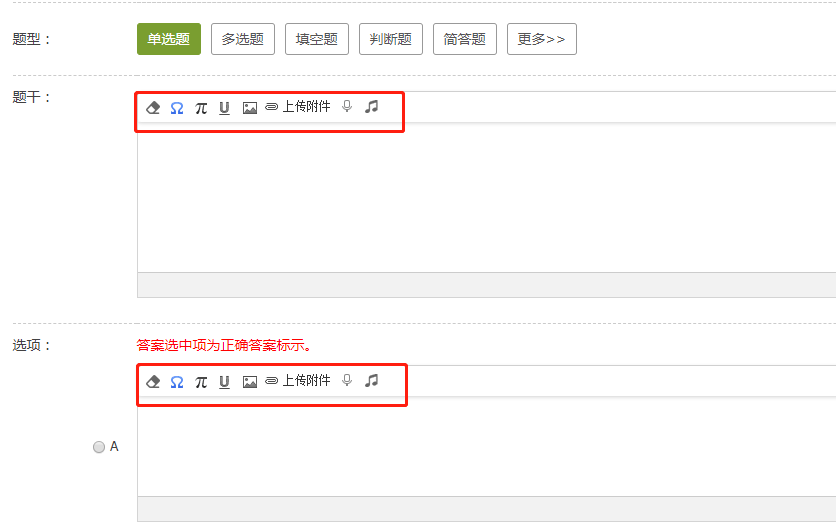 题型： 单选题 多选题 填空题 判断题 简答题 更多>>
题干：
Ω π U 上传附件
选项： 答案选中项为正确答案标示。
Ω π U 上传附件
A